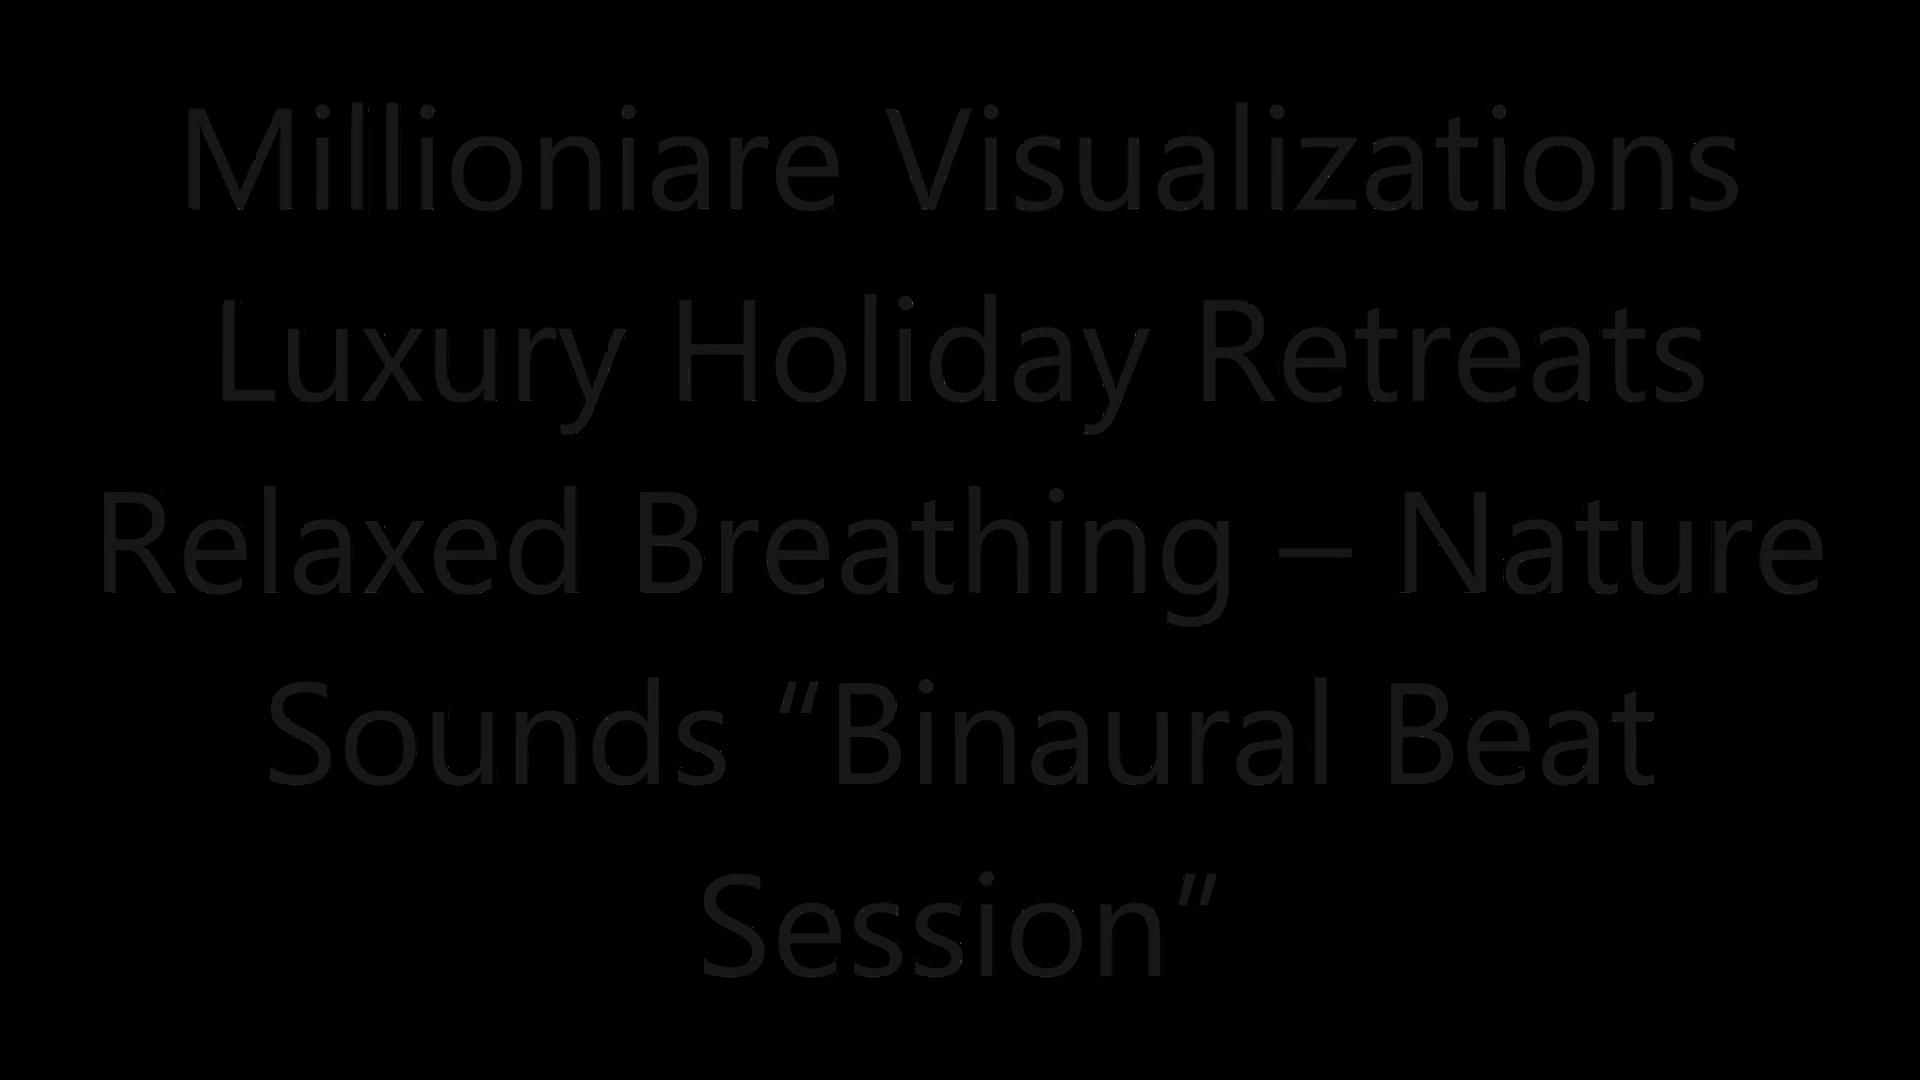 Millioniare Visualizations
Luxury Holiday Retreats
Relaxed Breathing – Nature
Sounds “Binaural Beat
Session”